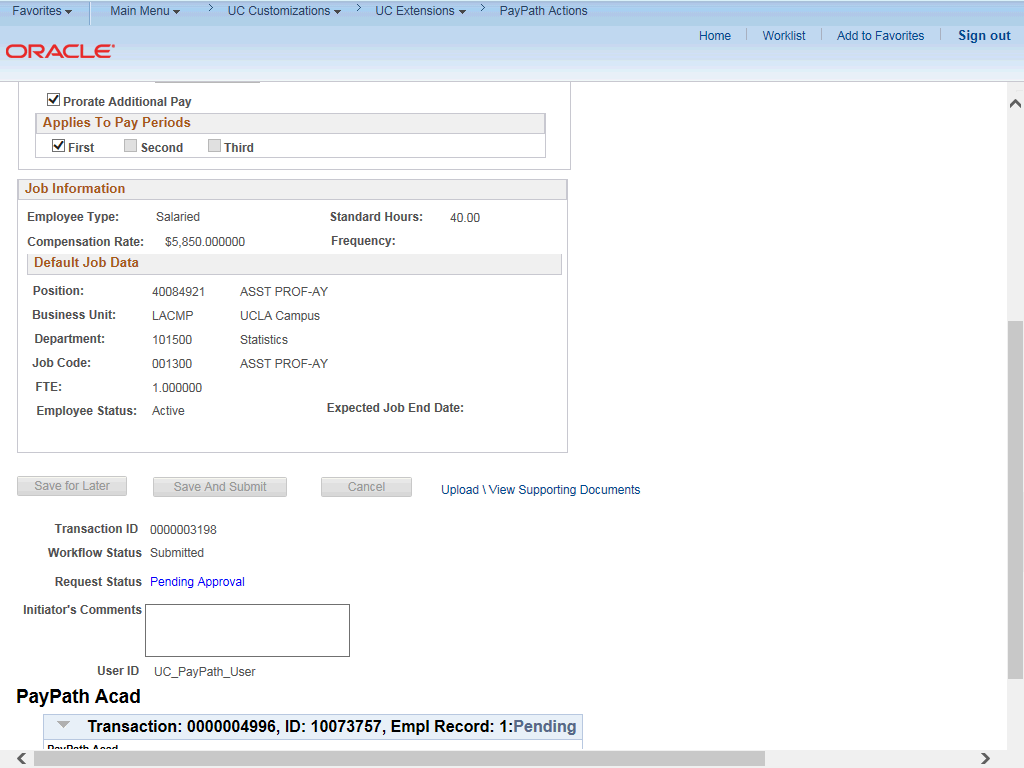 Favorites Main Menu UC Customizations UC Extensions PayPath Actions
Home Worklist Add to Favorites Sign out
ORACLE
Prorate Additional Pay
Applies To Pay Periods
First Second Third
Job Information
Employee Type: Salaried Standard Hours: 40.00
Compensation Rate: $5,850.000000 Frequency:
Default Job Data
Position: 40084921 ASST PROF-AY
Business Unit: LACMP UCLA Campus
Department: 101500 Statistics
Job Code: 001300 ASST PROF-AY
FTE: 1.000000
Employee Status: Active Expected Job End Date:
Save for Later Save And Submit Cancel Upload \ View Supporting Documents
Transaction ID 0000003198
Workflow Status Submitted
Request Status Pending Approval
Initiator's Comments
User ID UC_PayPath_User
PayPath Acad
Transaction: 0000004996, ID: 10073757, Empl Record: 1:Pending
PayPath Acad